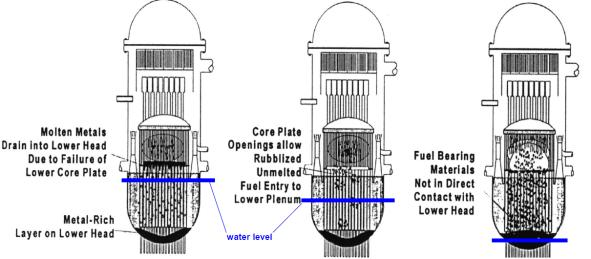 Molten Metals
Drain into Lower Head
Due to Failure of
Lower Core Plate
Metal-Rich
Layer on Lower Head
water level
Core Plate
Openings allow
Rubblized
Unmelted
Fuel Entry to
Lower Plenum
Fuel Bearing
Materials
Not in Direct
Contact with
Lower Head